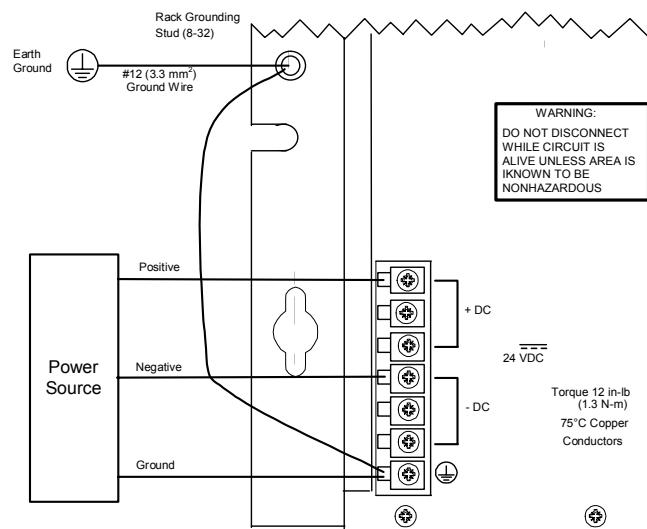 Rack Grounding
Stud (8-32)
Earth
Ground
#12 (3.3 mm²)
Ground Wire
WARNING:
DO NOT DISCONNECT
WHILE CIRCUIT IS
ALIVE UNLESS AREA IS
IKNOWN TO BE
NONHAZARDOUS
Positive
+ DC
24 VDC
Power
Source
Negative
- DC
Torque 12 in-lb
(1.3 N-m)
75°C Copper
Conductors
Ground